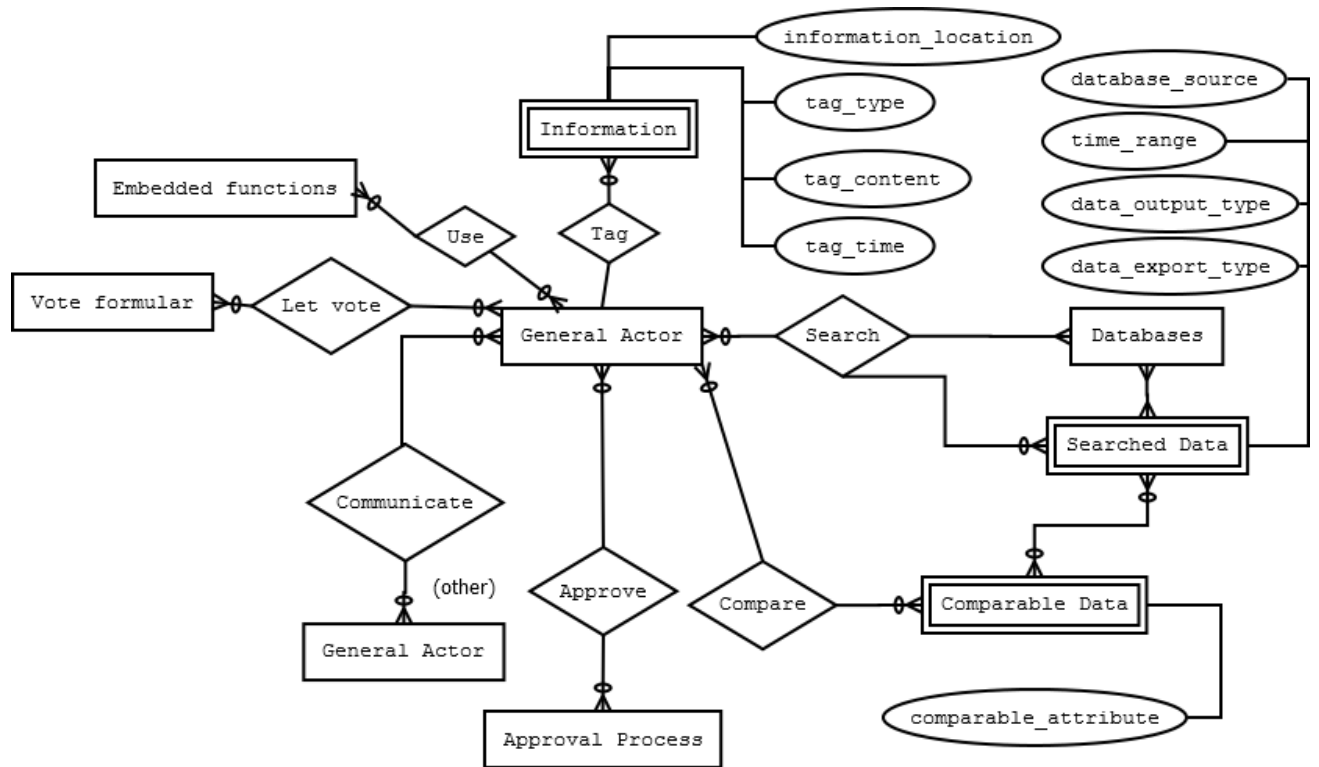 information_location
database_source
tag_type
Information
time_range
tag_content
Embedded functions
data_output_type
Use
Tag
tag_time
data_export_type
Vote formular
Let vote
General Actor
Search
Databases
Searched Data
Communicate
(other)
Approve
Compare
Comparable Data
General Actor
comparable_attribute
Approval Process